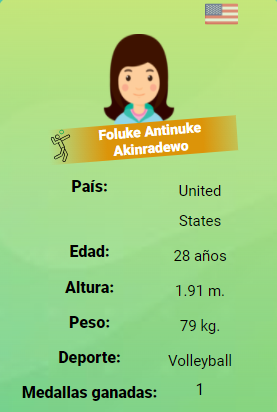 Foluke Antinuke
Akinradewo
País: United
States
Edad: 28 años
Altura: 1.91 m.
Peso: 79 kg.
Deporte: Volleyball
Medallas ganadas: 1